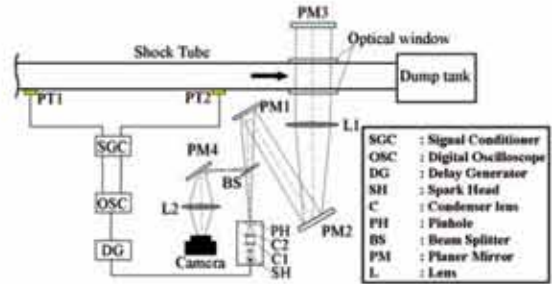 PM3
Shock Tube
Optical window
Dump tank
PT1
PT2
PM1
L1
PM4
SGC
BS
L2
PM2
OSC
PH
C2
C1
SH
DG
Camera
SGC : Signal Conditioner
OSC : Digital Oscilloscope
DG : Delay Generator
SH : Spark Head
C : Condenser lens
PH : Pinhole
BS : Beam Splitter
PM : Planer Mirror
L : Lens